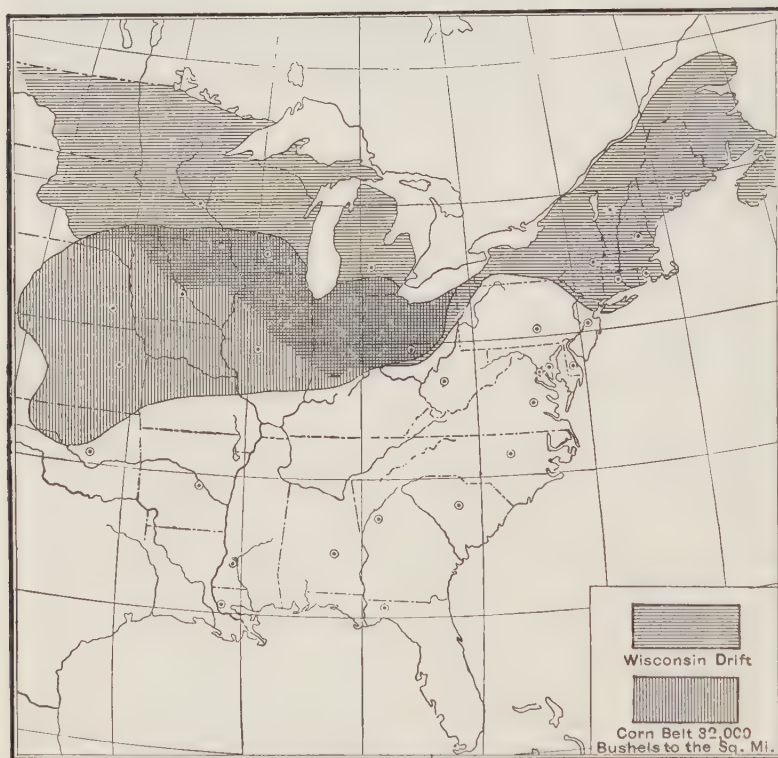 Wisconsin Drift
Corn Belt 32,000
Bushels to the Sq. Mi.